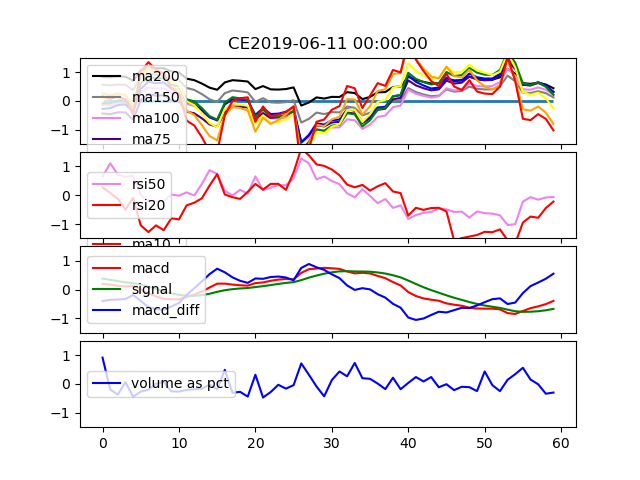 CE2019-06-11 00:00:00
1
0
−1
ma200
ma150
ma100
ma75
1
0
−1
rsi50
rsi20
ma10
1
0
−1
macd
signal
macd_diff
1
0
−1
volume as pct
0 10 20 30 40 50 60